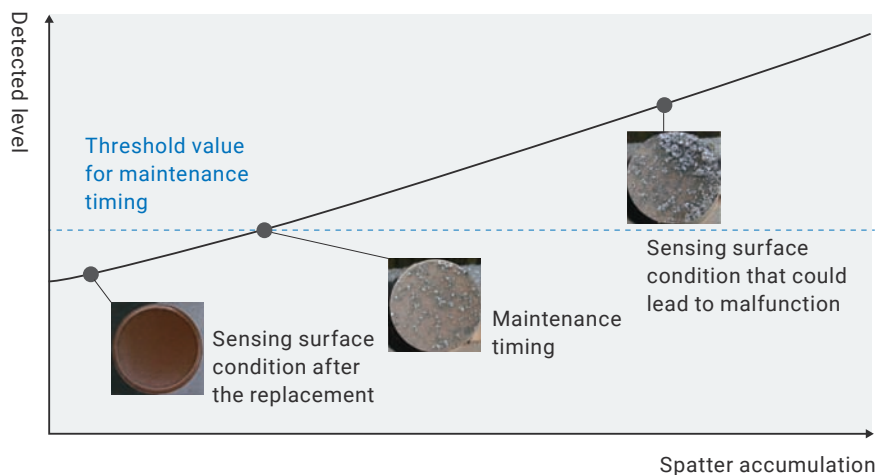 Detected level
Threshold value
for maintenance
timing
Sensing surface
condition that could
lead to malfunction
Maintenance
timing
Sensing surface
condition after
the replacement
Spatter accumulation